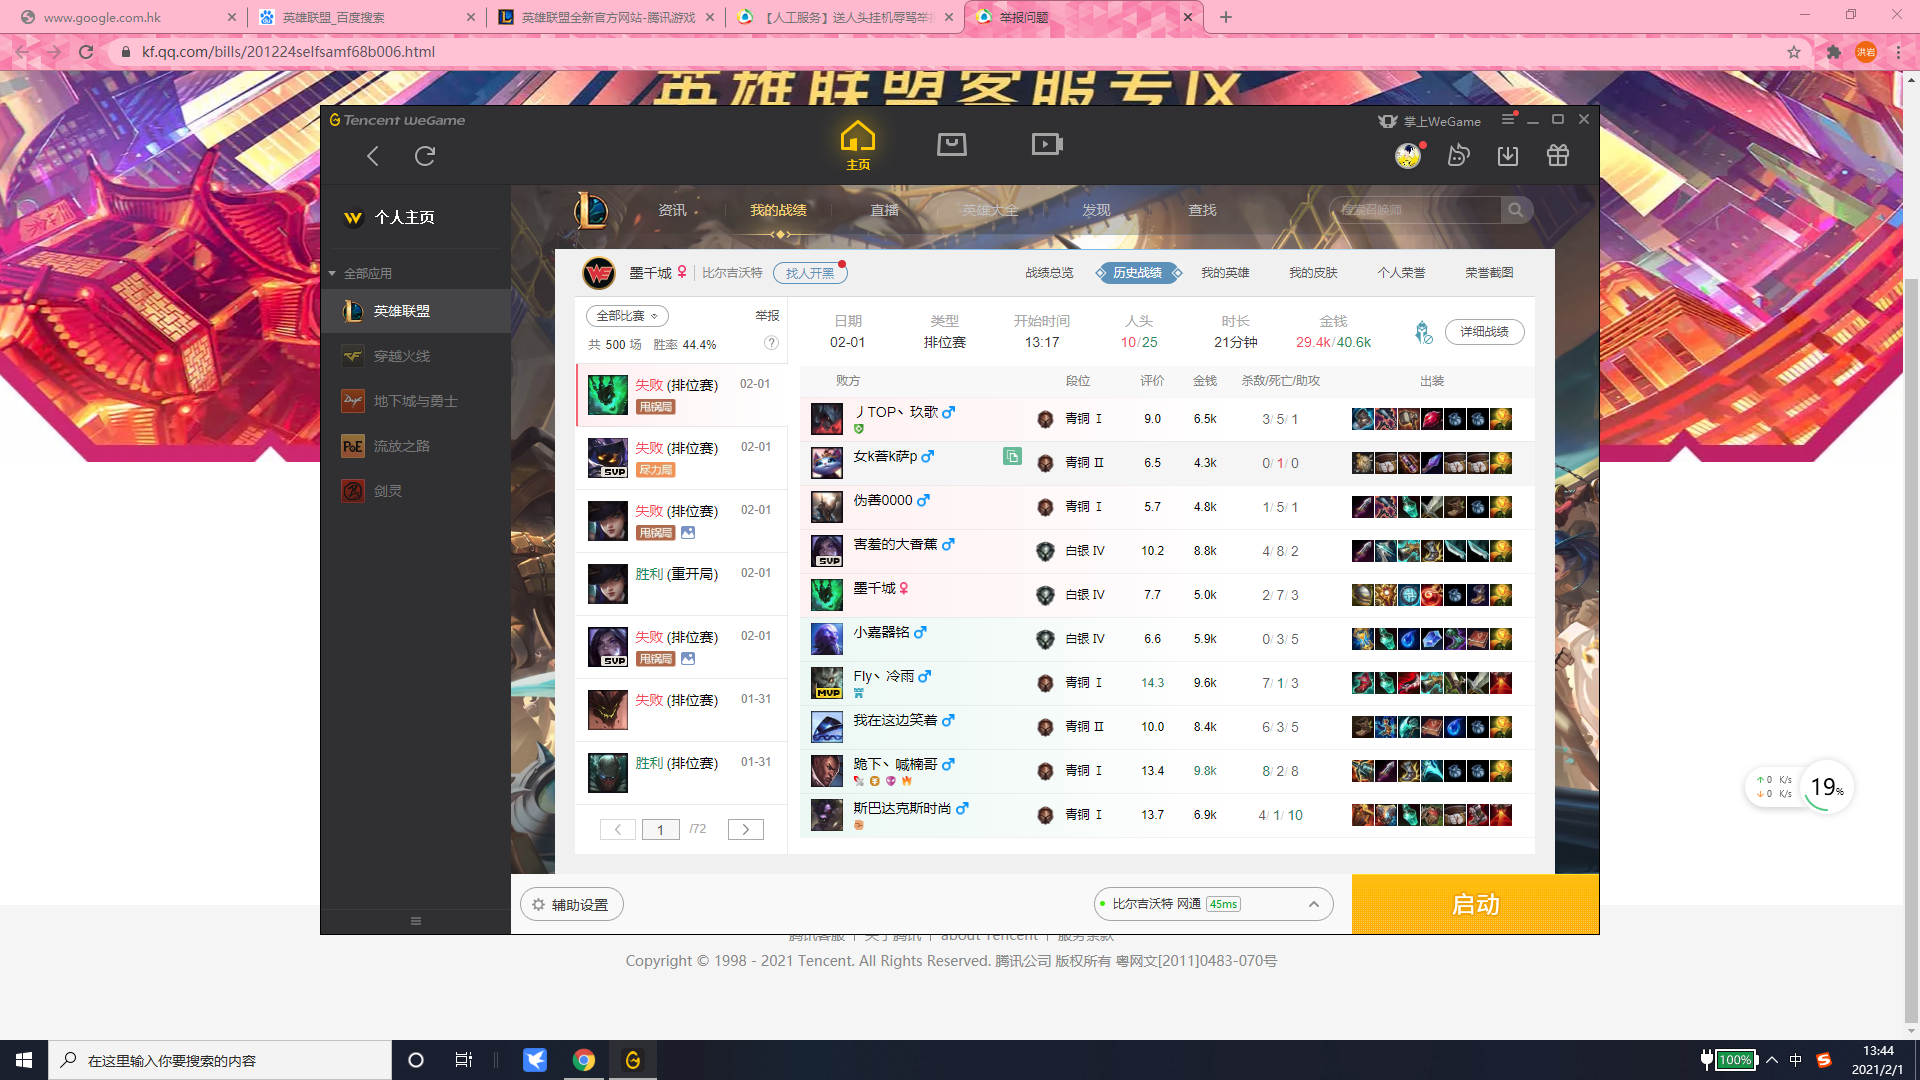 www.google.com.hk
英雄联盟_百度搜索
英雄联盟全新官方网站-腾讯游戏
【人工服务】送人头挂机辱骂举报
举报问题
kf.qq.com/bills/201224selfsamf68b006.html
洪岩
英雄联盟客服专区
Tencent WeGame
主页
掌上WeGame
个人主页
全部应用
英雄联盟
穿越火线
地下城与勇士
流放之路
剑灵
资讯
我的战绩
直播
英雄大全
发现
查找
搜索召唤师
墨千城 比尔吉沃特 找人开黑
战绩总览 历史战绩 我的英雄 我的皮肤 个人荣誉 荣誉截图
全部比赛 举报
共 500 场 胜率 44.4% ?
失败 (排位赛) 02-01
甩锅局
失败 (排位赛) 02-01
SVP 尽力局
失败 (排位赛) 02-01
甩锅局
胜利 (重开局) 02-01
失败 (排位赛) 02-01
SVP 甩锅局
失败 (排位赛) 01-31
胜利 (排位赛) 01-31
1 /72
日期 类型 开始时间 人头 时长 金钱
02-01 排位赛 13:17 10/25 21分钟 29.4k/40.6k 详细战绩
败方 段位 评价 金钱 杀敌/死亡/助攻 出装
丿TOP丶玖歌 青铜 I 9.0 6.5k 3/ 5/ 1
女k荅k萨p 青铜 II 6.5 4.3k 0/ 1/ 0
伪善0000 青铜 I 5.7 4.8k 1/ 5/ 1
害羞的大香蕉 SVP 白银 IV 10.2 8.8k 4/ 8/ 2
墨千城 白银 IV 7.7 5.0k 2/ 7/ 3
小嘉器铭 白银 IV 6.6 5.9k 0/ 3/ 5
Fly丶冷雨 MVP 青铜 I 14.3 9.6k 7/ 1/ 3
我在这边笑着 青铜 II 10.0 8.4k 6/ 3/ 5
跪下丶喊楠哥 青铜 I 13.4 9.8k 8/ 2/ 8
斯巴达克斯时尚 青铜 I 13.7 6.9k 4/ 1/ 10
辅助设置
比尔吉沃特 网通 45ms
启动
腾讯客服 | 关于腾讯 | about Tencent | 服务条款
Copyright © 1998 - 2021 Tencent. All Rights Reserved. 腾讯公司 版权所有 粤网文[2011]0483-070号
↑ 0 K/s
↓ 0 K/s
19%
在这里输入你要搜索的内容
100%
中
13:44
2021/2/1